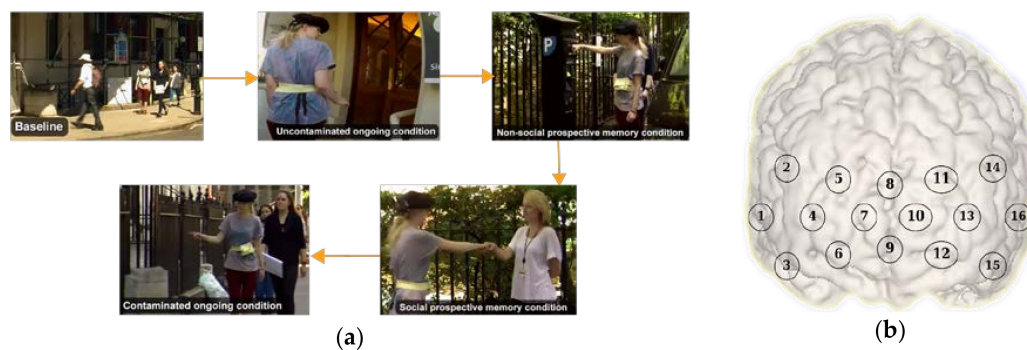 Baseline
Uncontaminated ongoing condition
P
Non-social prospective memory condition
Contaminated ongoing condition
Social prospective memory condition
(a)
2
5
8
11
14
1
4
7
10
13
16
3
6
9
12
15
(b)